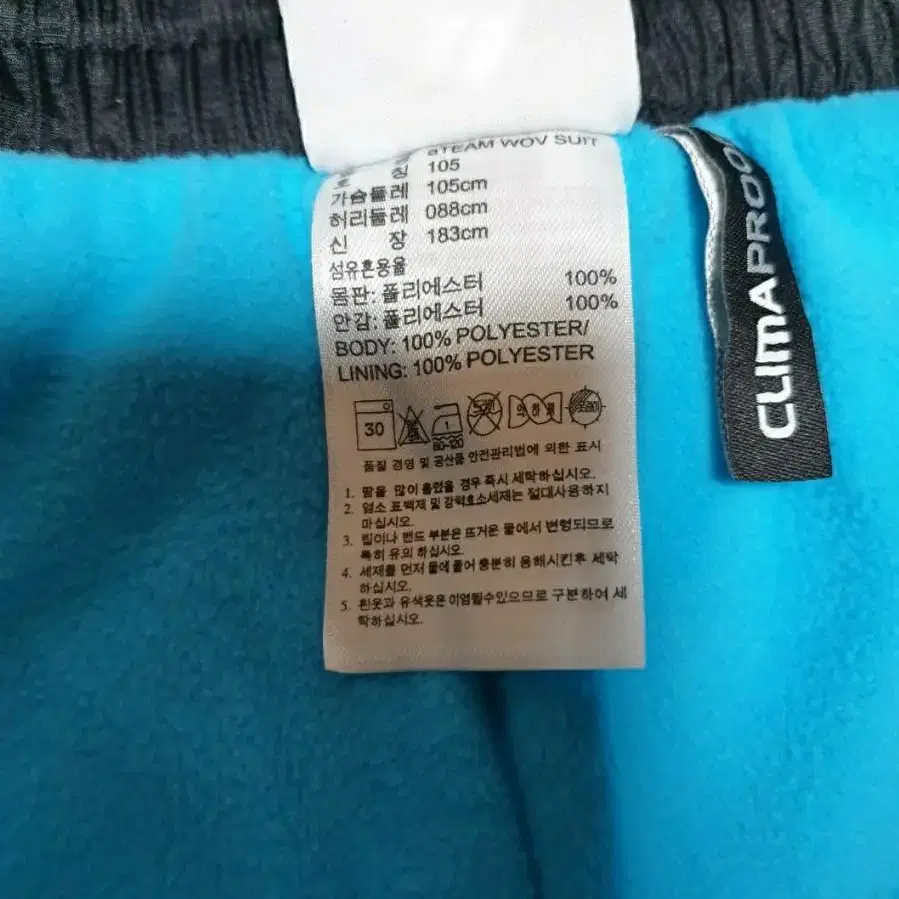 aTEAM WOV SUIT
호 칭 105
가슴둘레 105cm
허리둘레 088cm
신 장 183cm
섬유혼용율
몸판: 폴리에스터 100%
안감: 폴리에스터 100%
BODY: 100% POLYESTER/
LINING: 100% POLYESTER
30
1
80-120
품질 경영 및 공산품 안전관리법에 의한 표시
1. 땀을 많이 흘렸을 경우 즉시 세탁하십시오.
2. 염소 표백제 및 강력효소세제는 절대사용하지
마십시오.
3. 립이나 밴드 부분은 뜨거운 물에서 변형되므로
특히 유의 하십시오.
4. 세제를 먼저 물에 풀어 충분히 용해시킨후 세탁
하십시오.
5. 흰옷과 유색옷은 이염될수있으므로 구분하여 세
탁하십시오.
CLIMAPROO